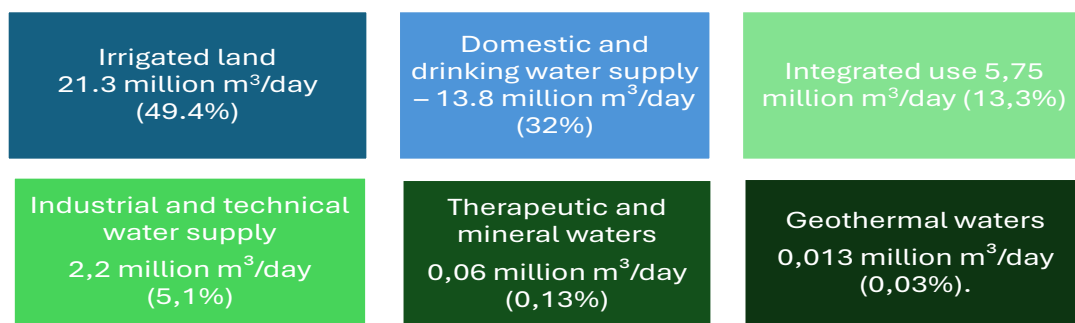 Irrigated land
21.3 million m³/day
(49.4%)
Domestic and
drinking water supply
– 13.8 million m³/day
(32%)
Integrated use 5,75
million m³/day (13,3%)
Industrial and technical
water supply
2,2 million m³/day
(5,1%)
Therapeutic and
mineral waters
0,06 million m³/day
(0,13%)
Geothermal waters
0,013 million m³/day
(0,03%).